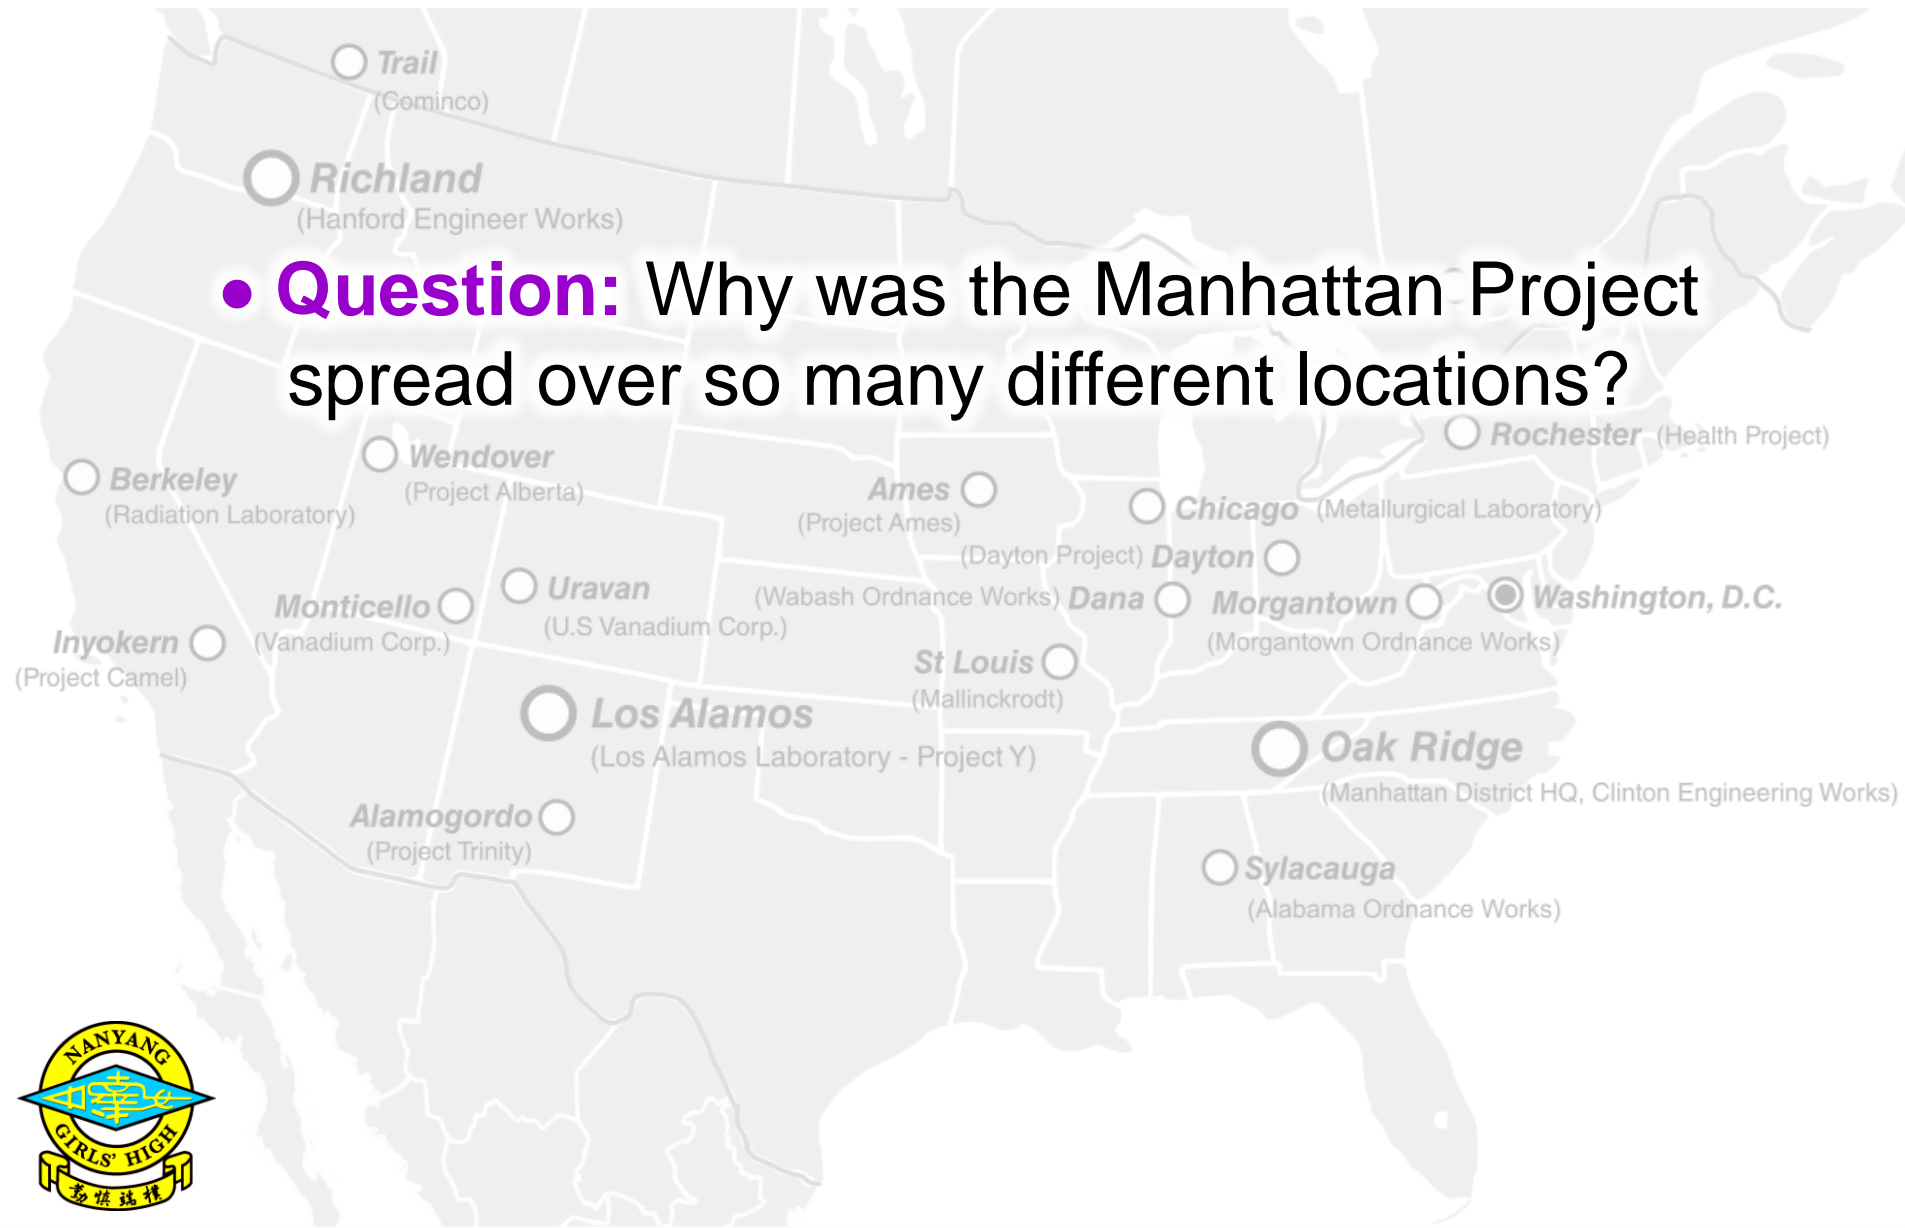 Trail
(Cominco)
Richland
(Hanford Engineer Works)
• Question: Why was the Manhattan Project
spread over so many different locations?
Rochester (Health Project)
Wendover
(Project Alberta)
Berkeley
(Radiation Laboratory)
Ames
(Project Ames)
Chicago (Metallurgical Laboratory)
(Dayton Project) Dayton
Uravan
(U.S Vanadium Corp.)
(Wabash Ordnance Works) Dana
Morgantown
(Morgantown Ordnance Works)
Washington, D.C.
Monticello
(Vanadium Corp.)
Inyokern
(Project Camel)
St Louis
(Mallinckrodt)
Los Alamos
(Los Alamos Laboratory - Project Y)
Oak Ridge
(Manhattan District HQ, Clinton Engineering Works)
Alamogordo
(Project Trinity)
Sylacauga
(Alabama Ordnance Works)
NANYANG
GIRLS' HIGH
勤慎端樸